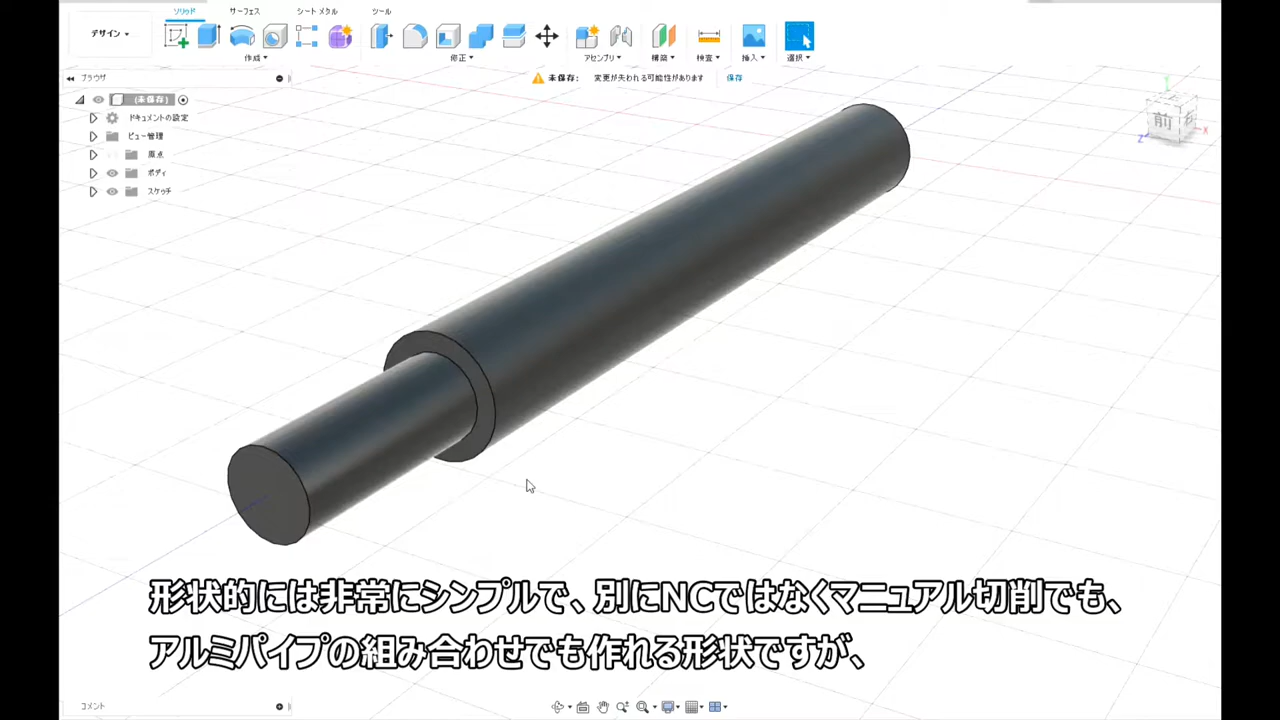 ソリッド サーフェス シート メタル ツール
デザイン
作成 修正 アセンブリ 構築 検査 挿入 選択
ブラウザ
未保存: 変更が失われる可能性があります 保存
(未保存)
ドキュメントの設定
ビュー管理
原点
ボディ
スケッチ
前
Y
Z
X
形状的には非常にシンプルで、別にNCではなくマニュアル切削でも、
アルミパイプの組み合わせでも作れる形状ですが、
コメント